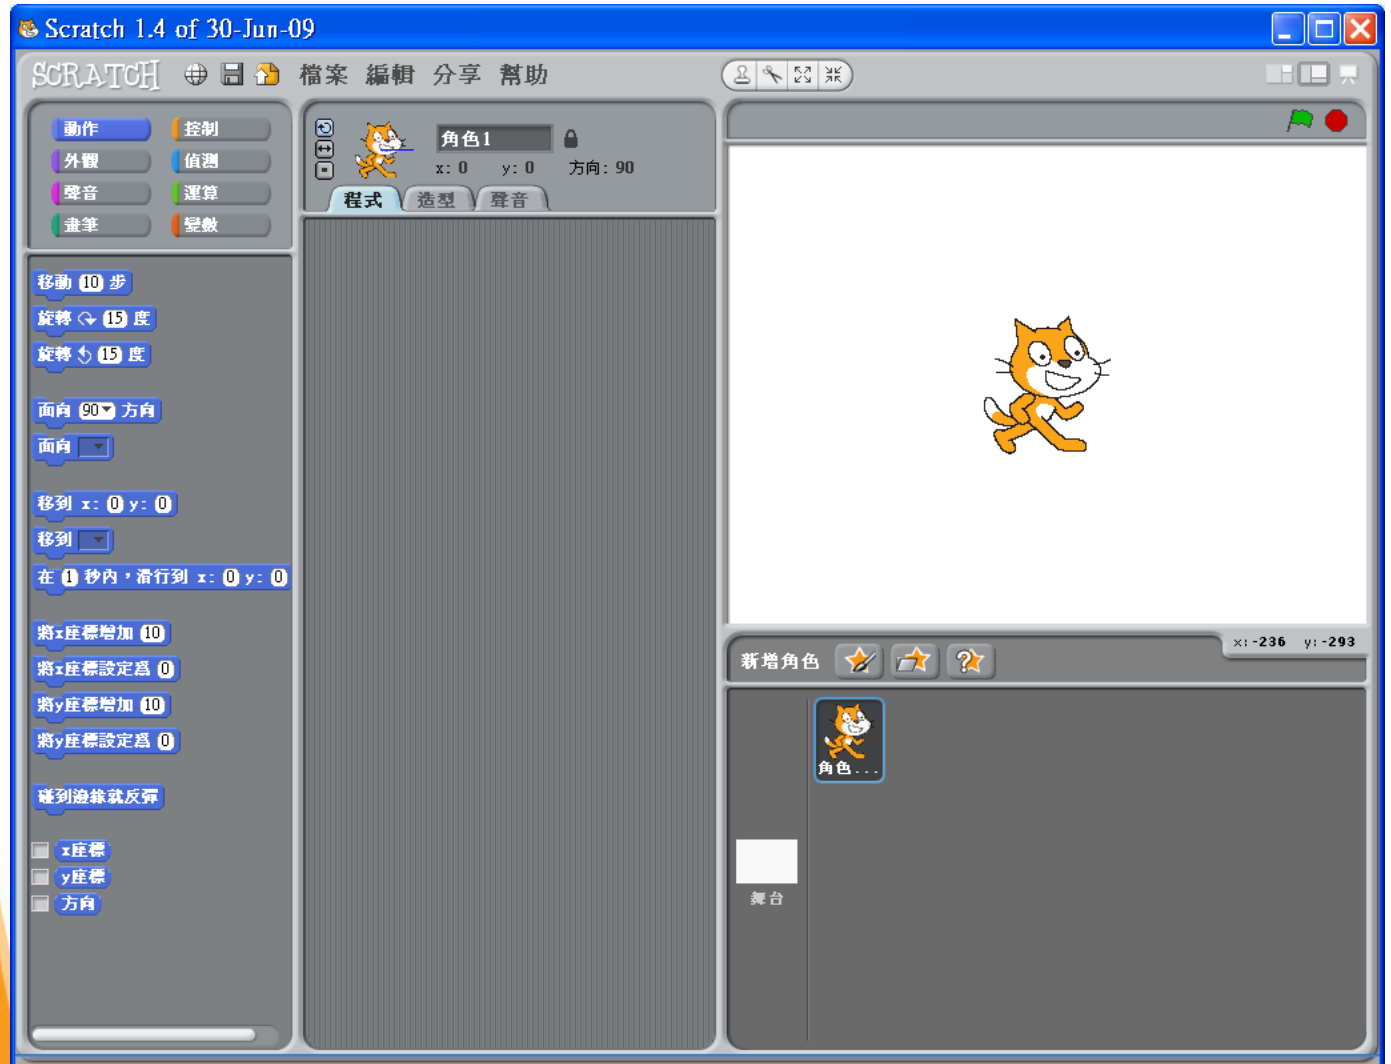 Scratch 1.4 of 30-Jun-09
SCRATCH 檔案 編輯 分享 幫助
動作 控制
外觀 偵測
聲音 運算
畫筆 變數
角色1
x: 0 y: 0 方向: 90
程式 造型 聲音
移動 10 步
旋轉 15 度
旋轉 15 度
面向 90 方向
面向
移到 x: 0 y: 0
移到
在 1 秒內，滑行到 x: 0 y: 0
將x座標增加 10
將x座標設定為 0
將y座標增加 10
將y座標設定為 0
碰到邊緣就反彈
x座標
y座標
方向
x: -236 y: -293
新增角色
角色...
舞台